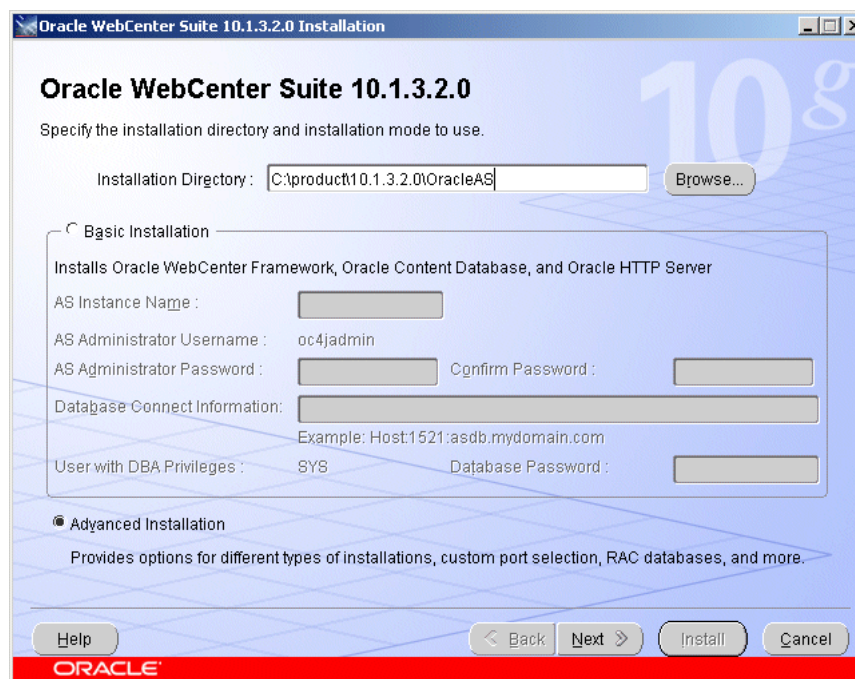 Oracle WebCenter Suite 10.1.3.2.0 Installation
10g
Oracle WebCenter Suite 10.1.3.2.0
Specify the installation directory and installation mode to use.
Installation Directory : C:\product\10.1.3.2.0\OracleAS Browse...
Basic Installation
Installs Oracle WebCenter Framework, Oracle Content Database, and Oracle HTTP Server
AS Instance Name :
AS Administrator Username : oc4jadmin
AS Administrator Password : Confirm Password :
Database Connect Information:
Example: Host:1521:asdb.mydomain.com
User with DBA Privileges : SYS Database Password :
Advanced Installation
Provides options for different types of installations, custom port selection, RAC databases, and more.
Help Back Next Install Cancel
ORACLE